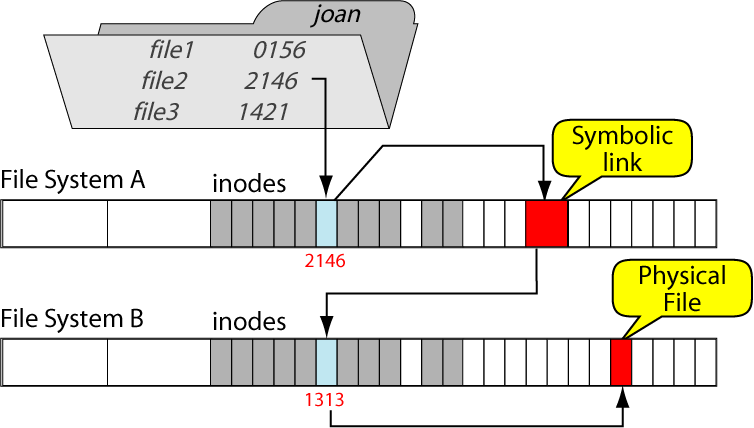 joan
file1 0156
file2 2146
file3 1421
Symbolic
link
File System A
inodes
2146
Physical
File
File System B
inodes
1313